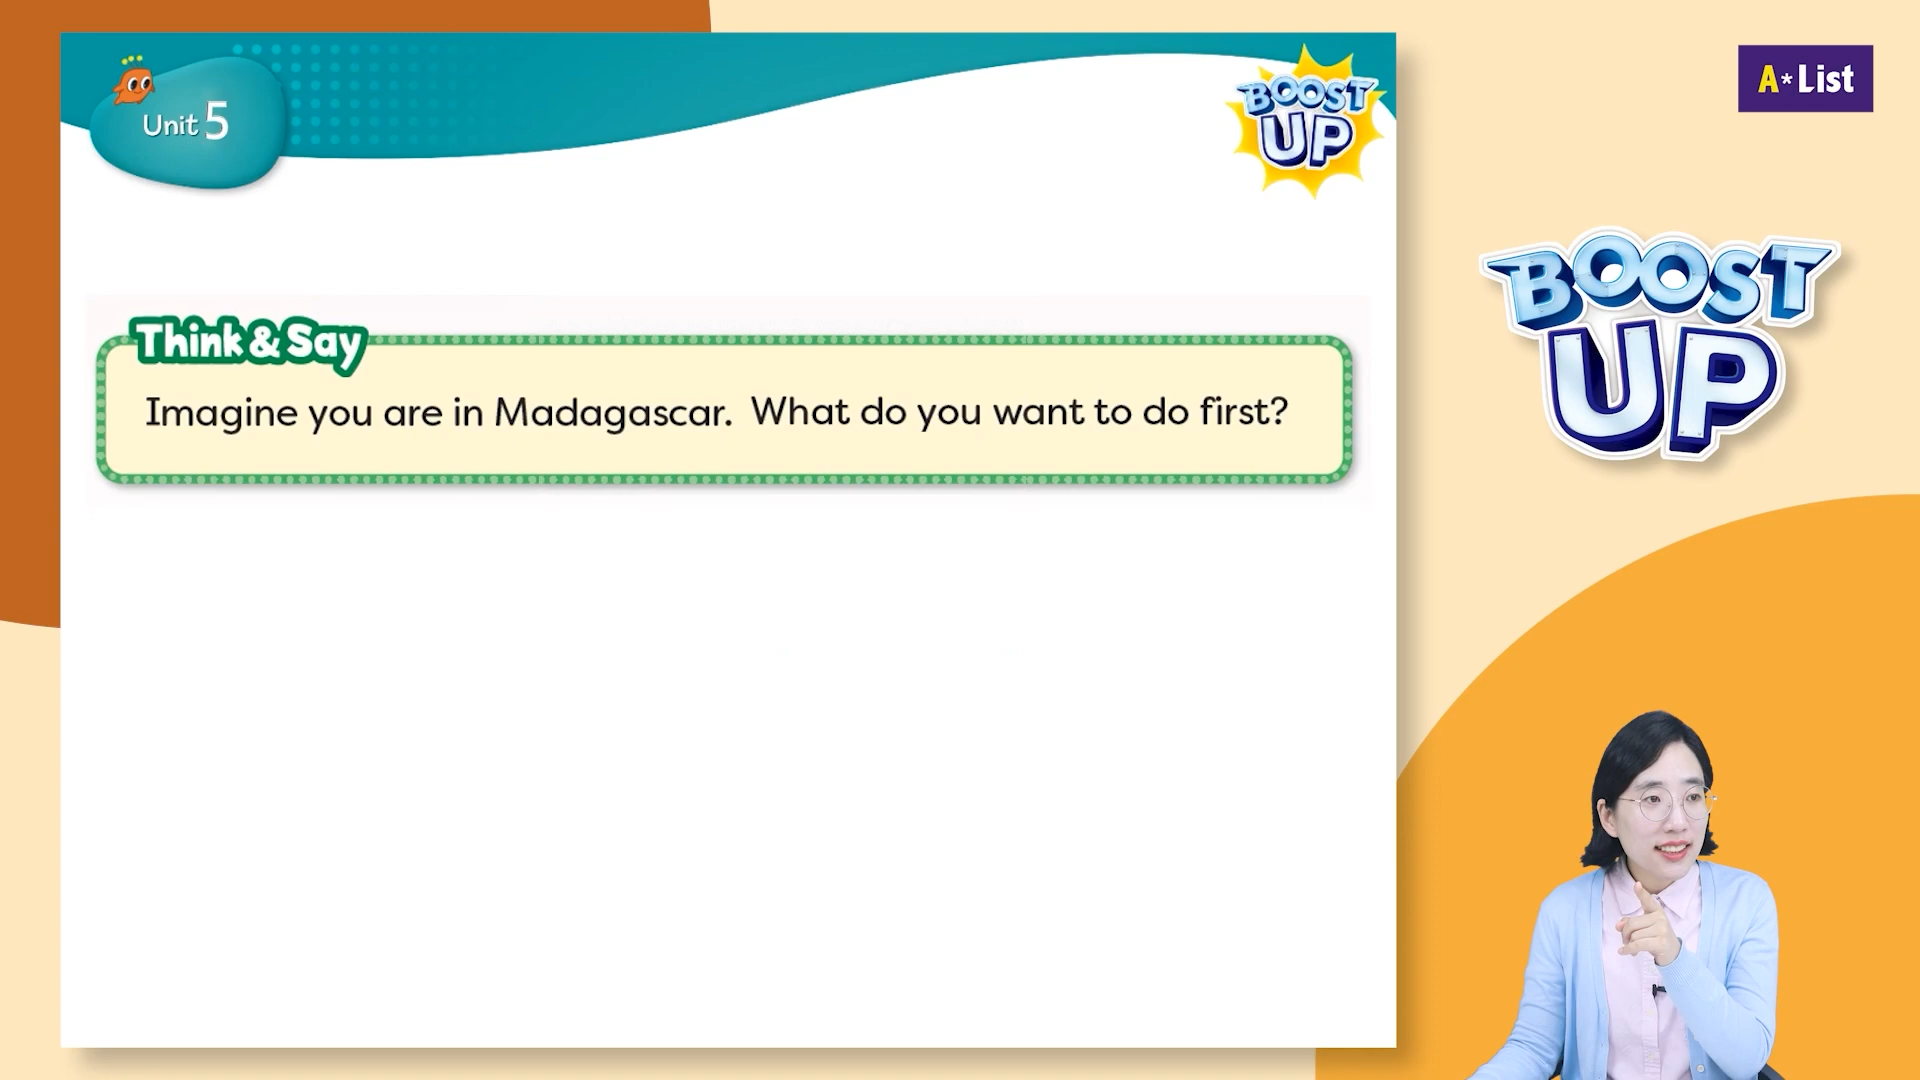 Unit 5
BOOST
UP
A*List
BOOST
UP
Think & Say
Imagine you are in Madagascar. What do you want to do first?